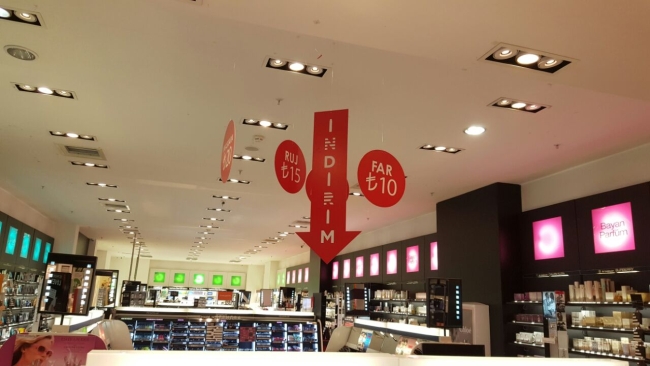 RUJ
₺15
İNDİRİM
FAR
₺10
Bayan
Parfüm